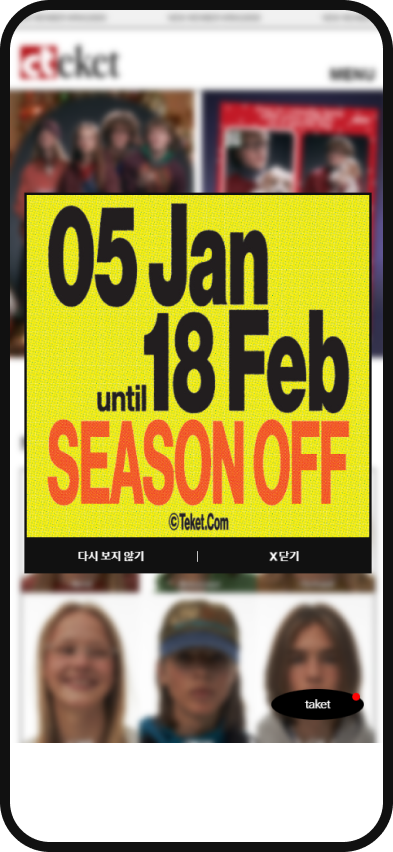 cteket
MENU
05 Jan
until 18 Feb
SEASON OFF
©Teket.Com
다시 보지 않기 | X 닫기
taket